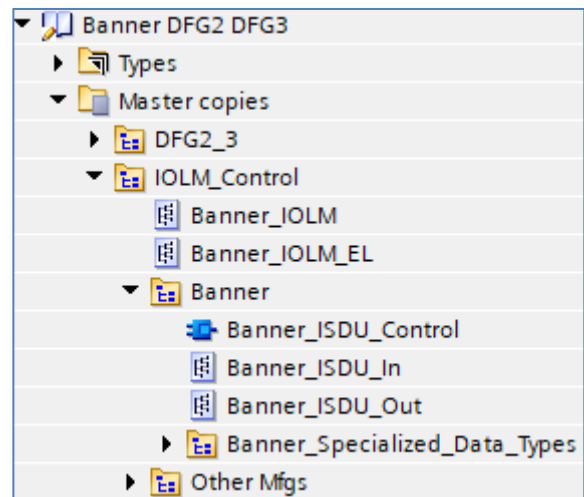 Banner DFG2 DFG3
Types
Master copies
DFG2_3
IOLM_Control
Banner_IOLM
Banner_IOLM_EL
Banner
Banner_ISDU_Control
Banner_ISDU_In
Banner_ISDU_Out
Banner_Specialized_Data_Types
Other Mfgs